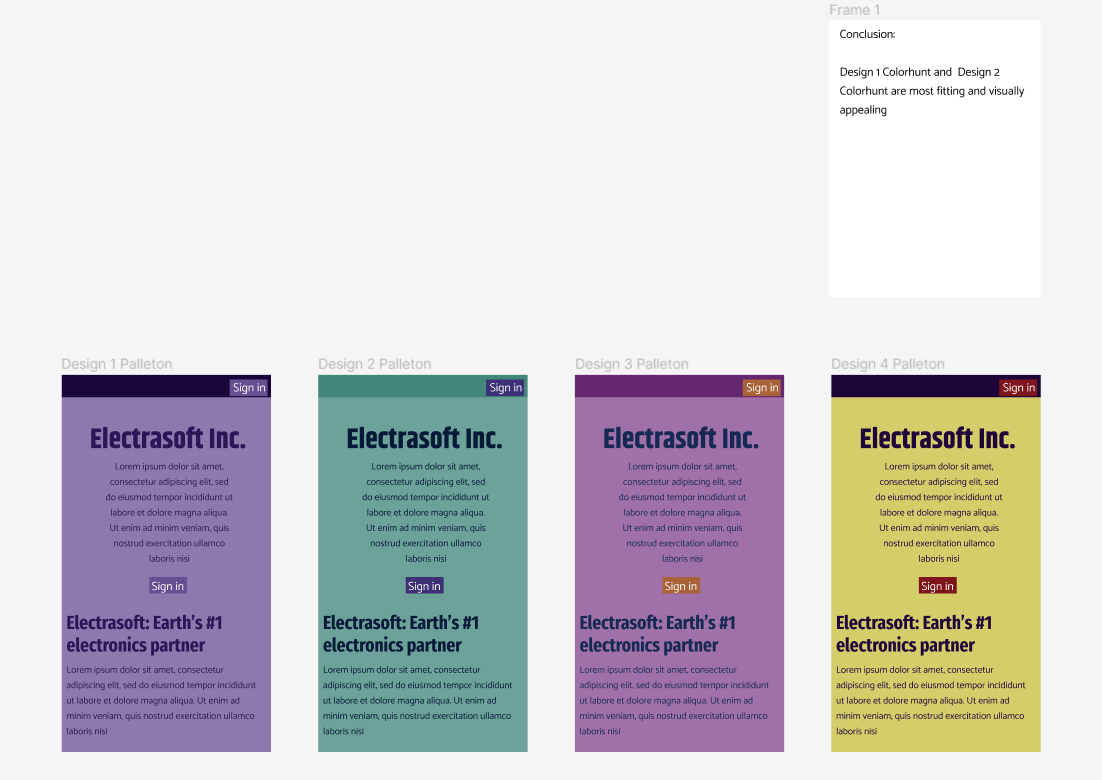 Frame 1
Conclusion:
Design 1 Colorhunt and  Design 2
Colorhunt are most fitting and visually
appealing
Design 1 Palleton
Sign in
Electrasoft Inc.
Lorem ipsum dolor sit amet,
consectetur adipiscing elit, sed
do eiusmod tempor incididunt ut
labore et dolore magna aliqua.
Ut enim ad minim veniam, quis
nostrud exercitation ullamco
laboris nisi
Sign in
Electrasoft: Earth’s #1
electronics partner
Lorem ipsum dolor sit amet, consectetur
adipiscing elit, sed do eiusmod tempor incididunt
ut labore et dolore magna aliqua. Ut enim ad
minim veniam, quis nostrud exercitation ullamco
laboris nisi
Design 2 Palleton
Sign in
Electrasoft Inc.
Lorem ipsum dolor sit amet,
consectetur adipiscing elit, sed
do eiusmod tempor incididunt ut
labore et dolore magna aliqua.
Ut enim ad minim veniam, quis
nostrud exercitation ullamco
laboris nisi
Sign in
Electrasoft: Earth’s #1
electronics partner
Lorem ipsum dolor sit amet, consectetur
adipiscing elit, sed do eiusmod tempor incididunt
ut labore et dolore magna aliqua. Ut enim ad
minim veniam, quis nostrud exercitation ullamco
laboris nisi
Design 3 Palleton
Sign in
Electrasoft Inc.
Lorem ipsum dolor sit amet,
consectetur adipiscing elit, sed
do eiusmod tempor incididunt ut
labore et dolore magna aliqua.
Ut enim ad minim veniam, quis
nostrud exercitation ullamco
laboris nisi
Sign in
Electrasoft: Earth’s #1
electronics partner
Lorem ipsum dolor sit amet, consectetur
adipiscing elit, sed do eiusmod tempor incididunt
ut labore et dolore magna aliqua. Ut enim ad
minim veniam, quis nostrud exercitation ullamco
laboris nisi
Design 4 Palleton
Sign in
Electrasoft Inc.
Lorem ipsum dolor sit amet,
consectetur adipiscing elit, sed
do eiusmod tempor incididunt ut
labore et dolore magna aliqua.
Ut enim ad minim veniam, quis
nostrud exercitation ullamco
laboris nisi
Sign in
Electrasoft: Earth’s #1
electronics partner
Lorem ipsum dolor sit amet, consectetur
adipiscing elit, sed do eiusmod tempor incididunt
ut labore et dolore magna aliqua. Ut enim ad
minim veniam, quis nostrud exercitation ullamco
laboris nisi